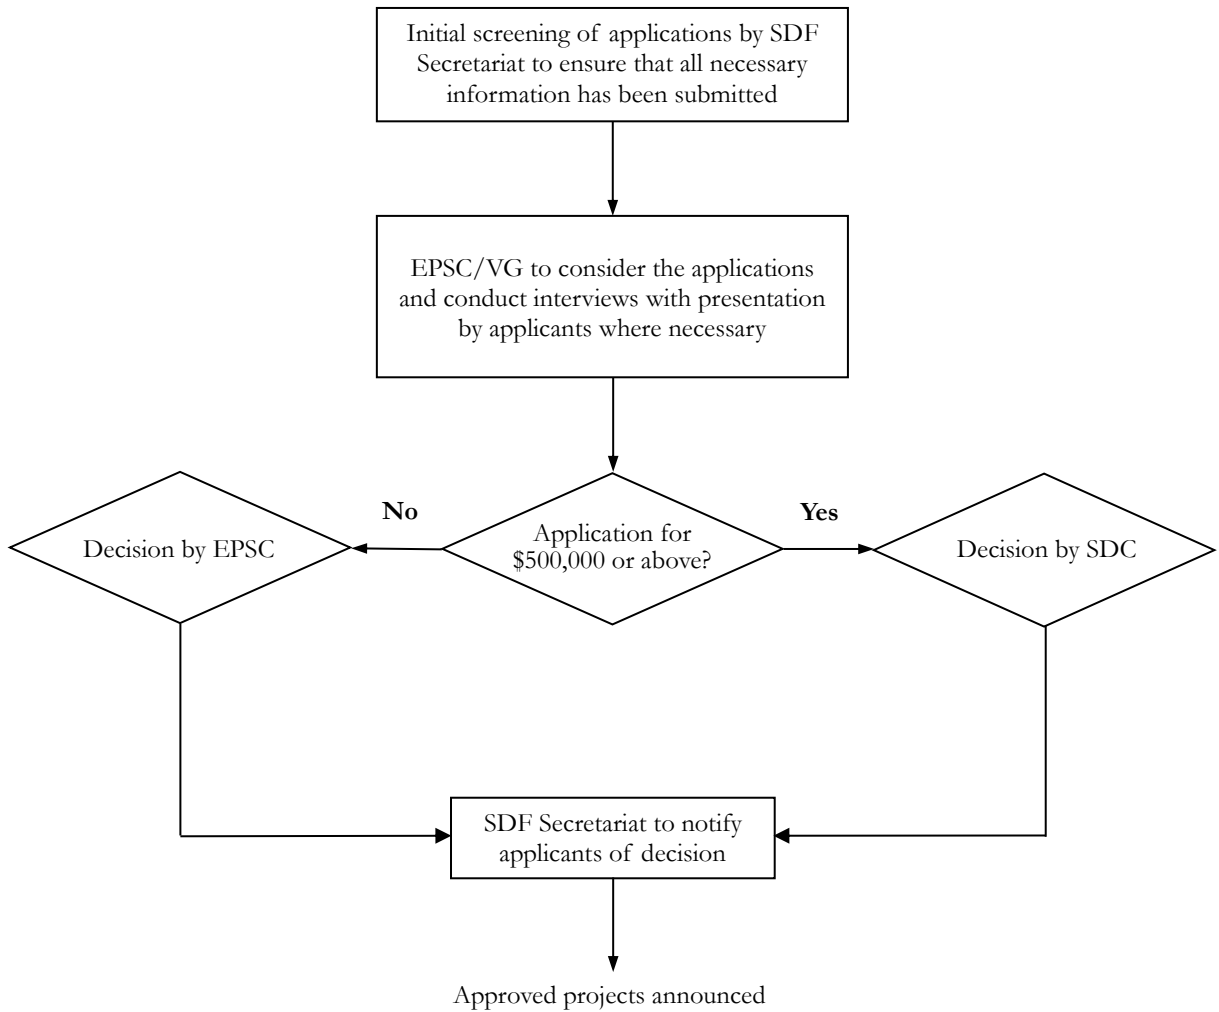 Initial screening of applications by SDF
Secretariat to ensure that all necessary
information has been submitted
EPSC/VG to consider the applications
and conduct interviews with presentation
by applicants where necessary
No
Yes
Decision by EPSC
Application for
$500,000 or above?
Decision by SDC
SDF Secretariat to notify
applicants of decision
Approved projects announced